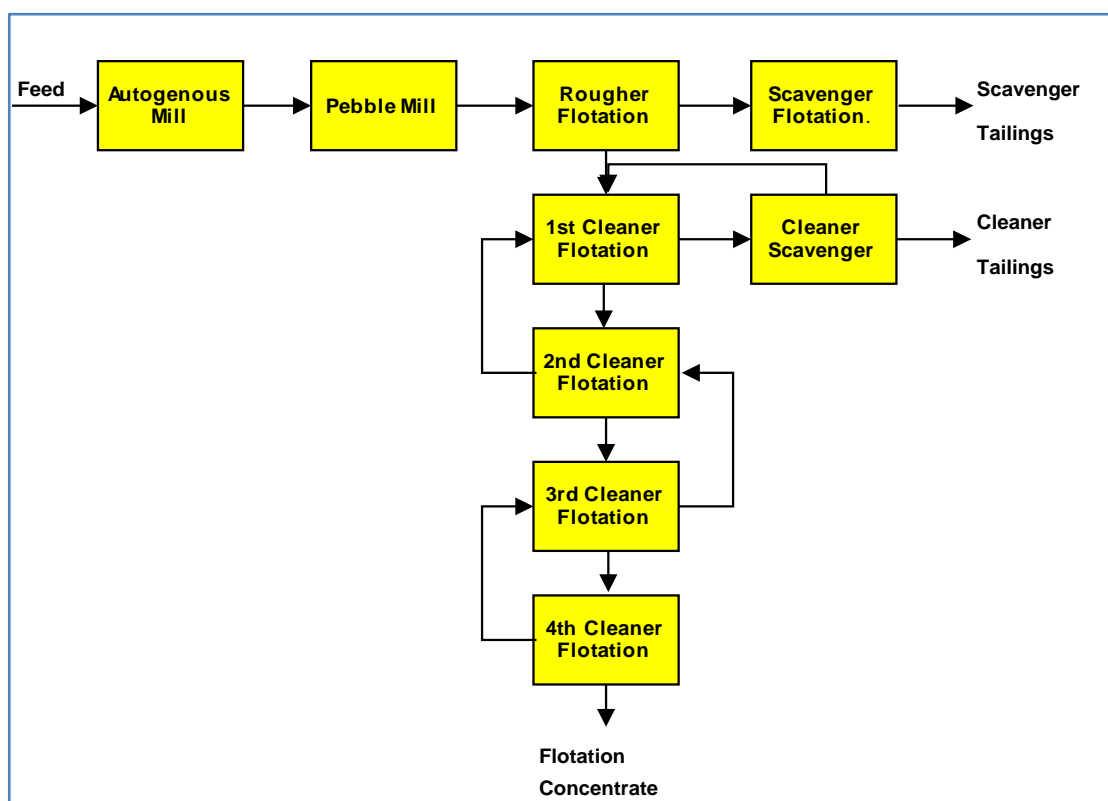 Feed
Autogenous
Mill
Pebble Mill
Rougher
Flotation
Scavenger
Flotation.
Scavenger
Tailings
1st Cleaner
Flotation
Cleaner
Scavenger
Cleaner
Tailings
2nd Cleaner
Flotation
3rd Cleaner
Flotation
4th Cleaner
Flotation
Flotation
Concentrate